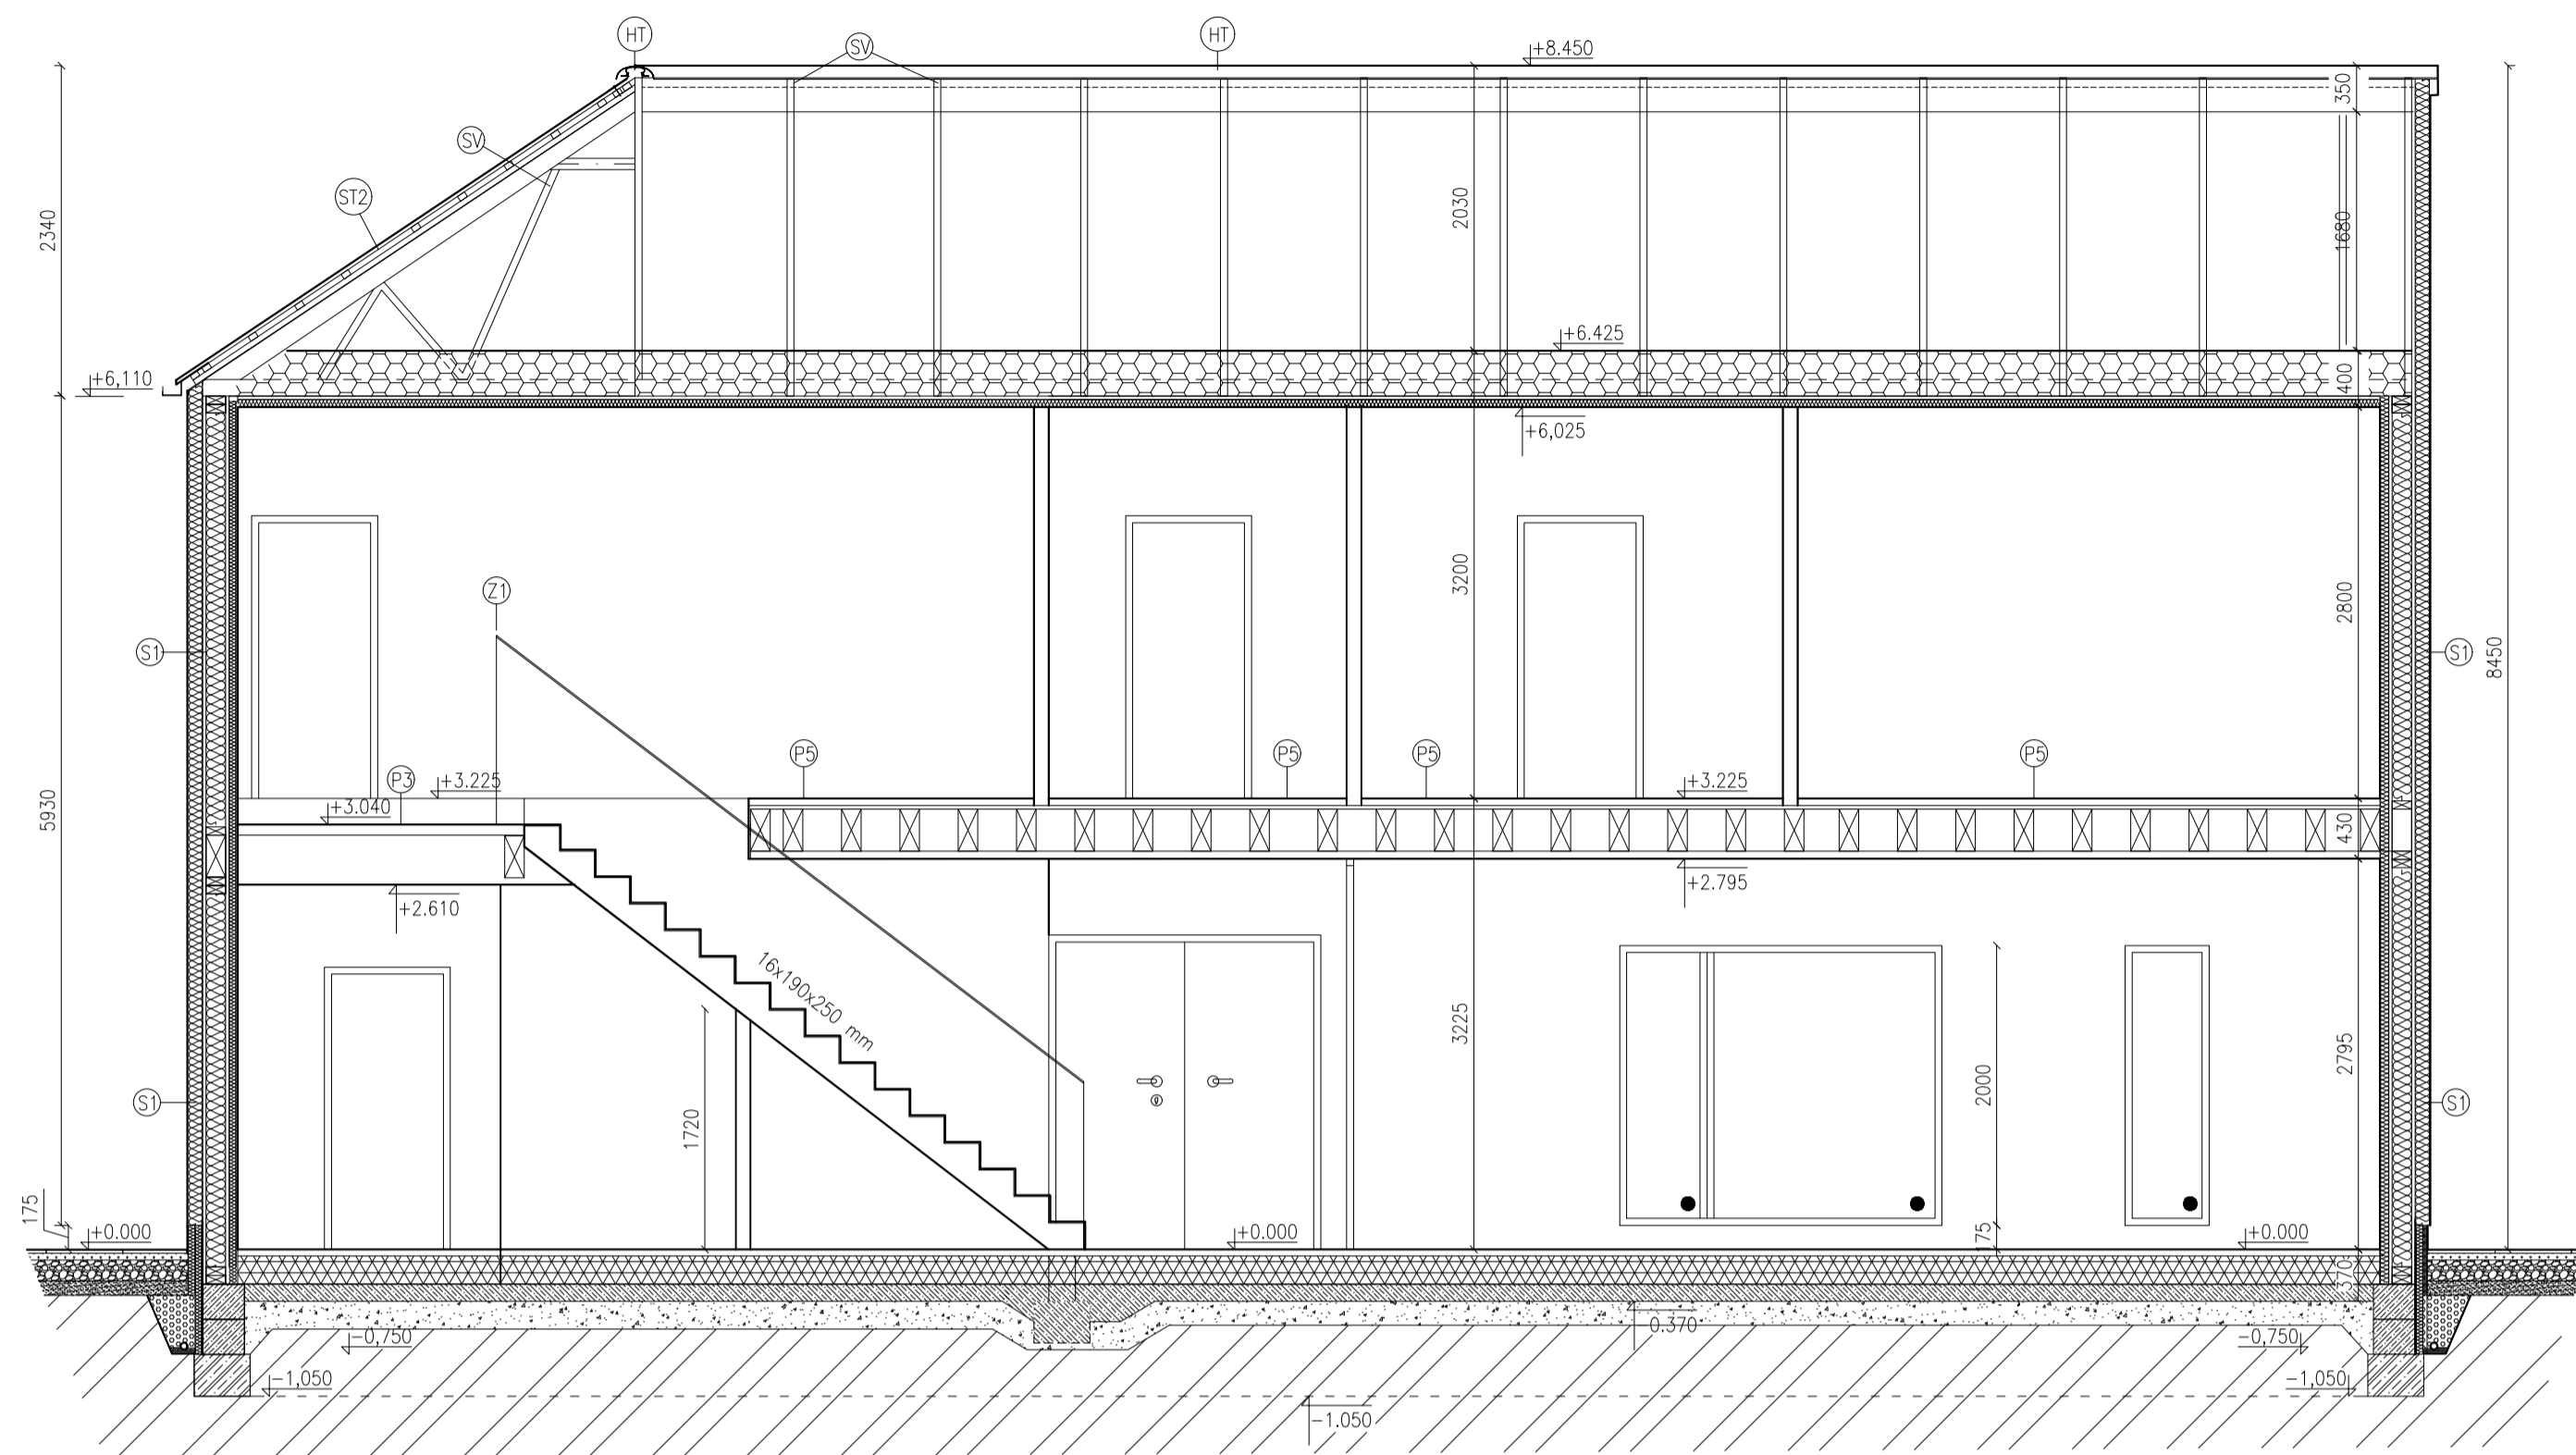 HT
HT
SV
+8.450
350
SV
ST2
2340
2030
1680
+6.425
+6,110
400
+6,025
3200
2800
Z1
S1
S1
8450
P5
P5
P5
P5
P3
+3.225
+3.225
+3.040
5930
430
+2.795
+2.610
16x190x250 mm
3225
2795
2000
1720
S1
S1
175
+0.000
+0.000
+0.000
175
370
0.370
-0,750
-0,750
-1,050
-1,050
-1.050